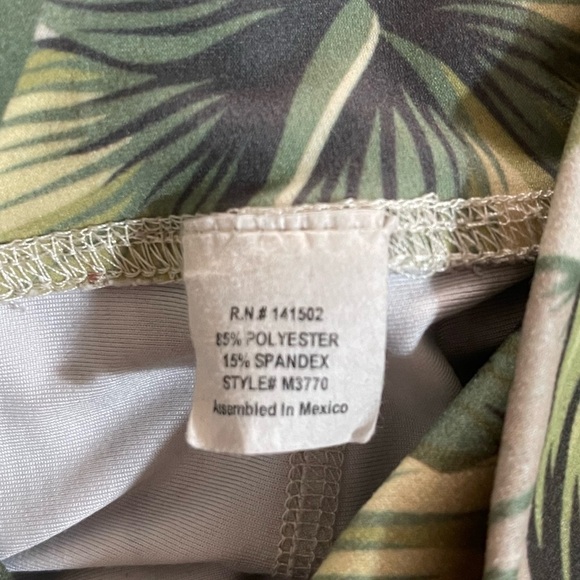 R.N.# 141502
85% POLYESTER
15% SPANDEX
STYLE# M3770
Assembled In Mexico